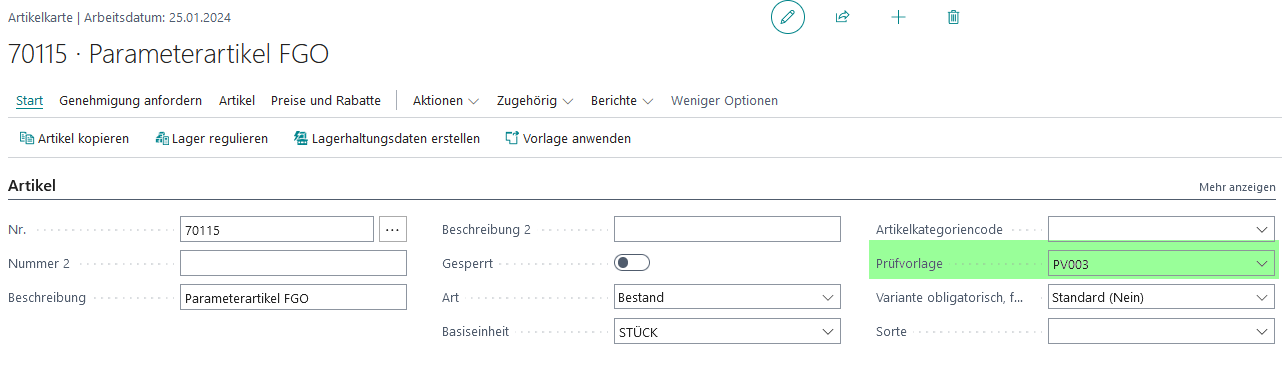 Artikelkarte | Arbeitsdatum: 25.01.2024
70115 · Parameterartikel FGO
Start Genehmigung anfordern Artikel Preise und Rabatte Aktionen Zugehörig Berichte Weniger Optionen
Artikel kopieren Lager regulieren Lagerhaltungsdaten erstellen Vorlage anwenden
Artikel Mehr anzeigen
Nr. 70115 ... Beschreibung 2 Artikelkategoriencode
Nummer 2 Gesperrt Prüfvorlage PV003
Beschreibung Parameterartikel FGO Art Bestand Variante obligatorisch, f... Standard (Nein)
Basiseinheit STÜCK Sorte